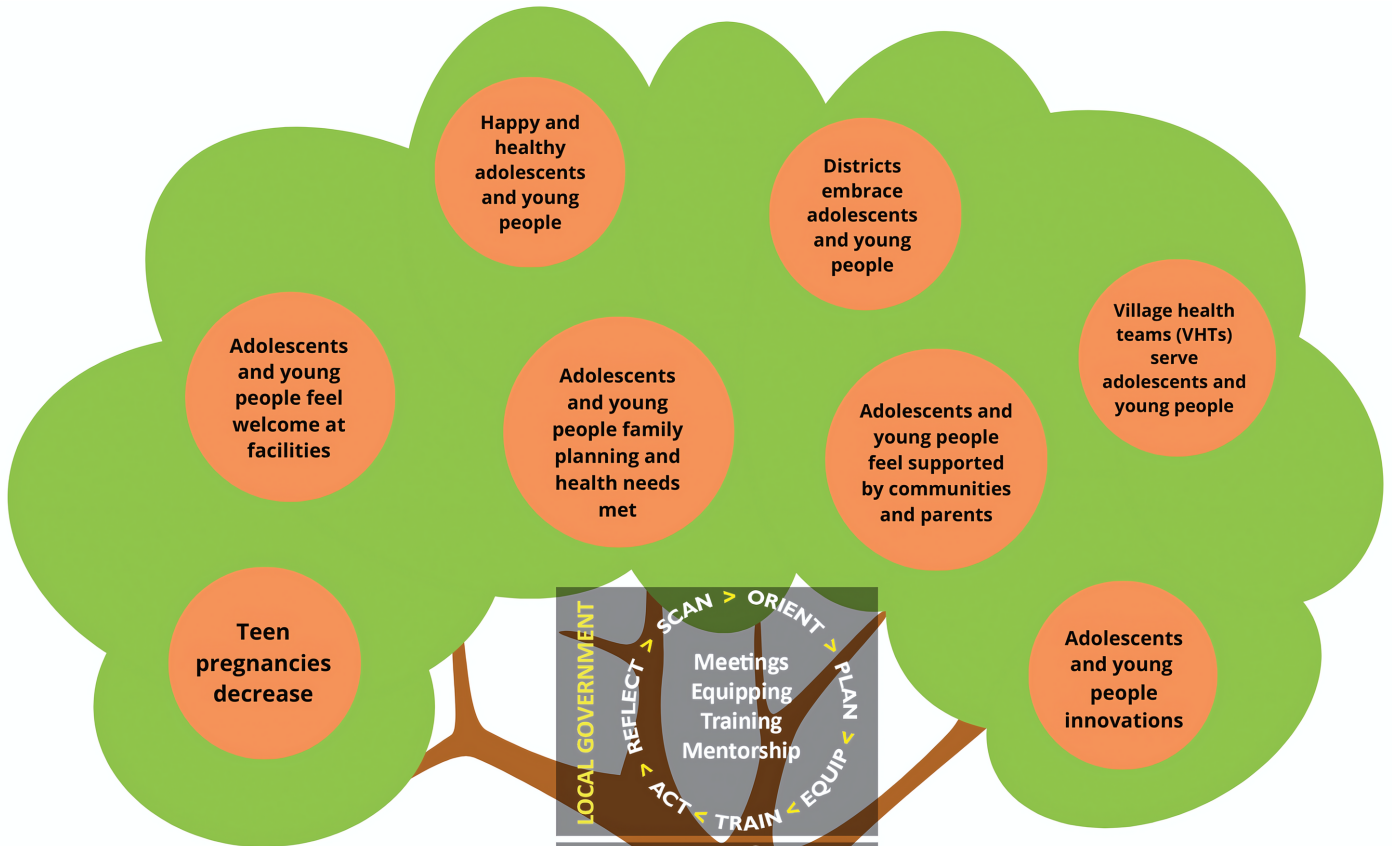 Happy and
healthy
adolescents
and young
people
Districts
embrace
adolescents
and young
people
Village health
teams (VHTs)
serve
adolescents and
young people
Adolescents
and young
people feel
welcome at
facilities
Adolescents
and young
people family
planning and
health needs
met
Adolescents and
young people
feel supported
by communities
and parents
Teen
pregnancies
decrease
Adolescents
and young
people
innovations
LOCAL GOVERNMENT
SCAN > ORIENT > PLAN > EQUIP > TRAIN > ACT > REFLECT >
Meetings
Equipping
Training
Mentorship